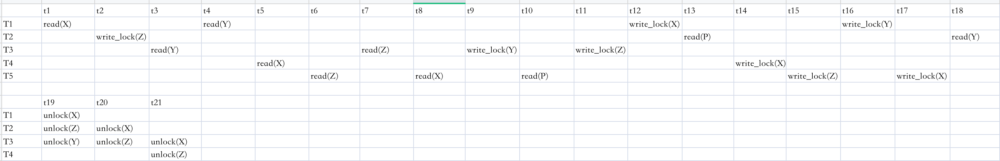 t1 t2 t3 t4 t5 t6 t7 t8 t9 t10 t11 t12 t13 t14 t15 t16 t17 t18
T1 read(X) read(Y) write_lock(X) write_lock(Y)
T2 write_lock(Z) read(P) read(Y)
T3 read(Y) read(Z) write_lock(Y) write_lock(Z)
T4 read(X) write_lock(X)
T5 read(Z) read(X) read(P) write_lock(Z) write_lock(X)
t19 t20 t21
T1 unlock(X)
T2 unlock(Z) unlock(X)
T3 unlock(Y) unlock(Z) unlock(X)
T4 unlock(Z)